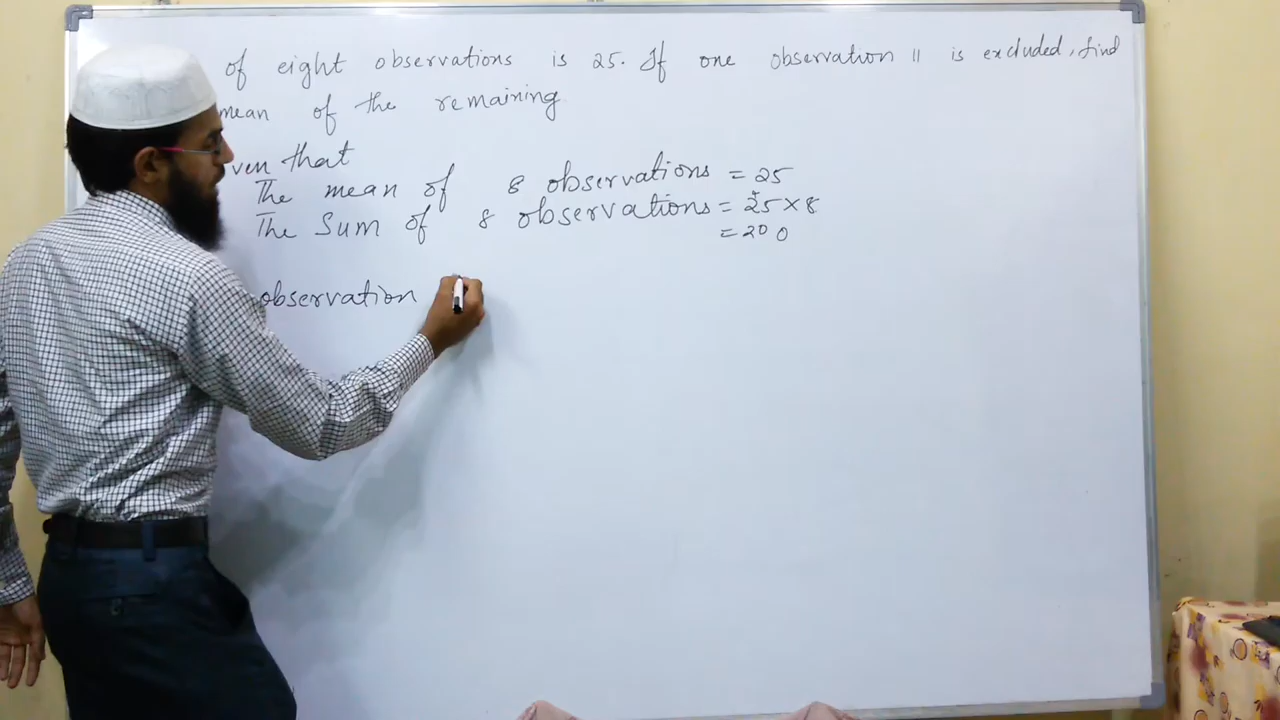 of eight observations is 25. If one observation 11 is excluded, find
mean of the remaining
ven that
The mean of 8 observations = 25
The Sum of 8 observations = 25 × 8
= 200
observation